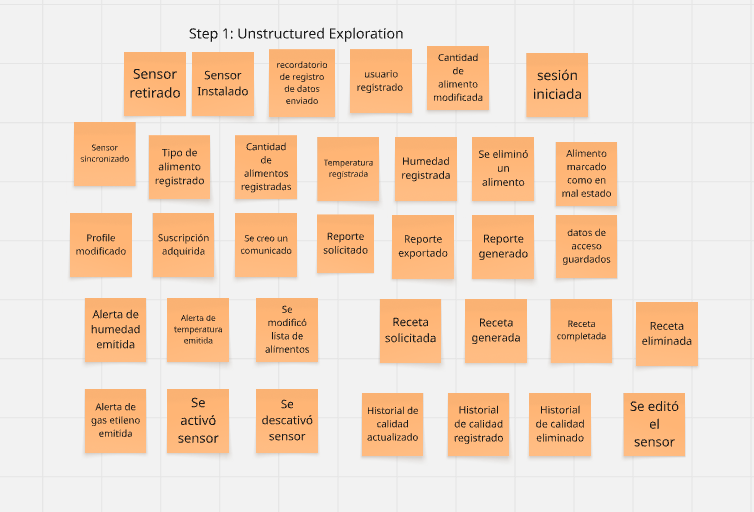 Step 1: Unstructured Exploration
Sensor
retirado
Sensor
Instalado
recordatorio
de registro
de datos
enviado
usuario
registrado
Cantidad
de
alimento
modificada
sesión
iniciada
Sensor
sincronizado
Tipo de
alimento
registrado
Cantidad
de
alimentos
registradas
Temperatura
registrada
Humedad
registrada
Se eliminó
un
alimento
Alimento
marcado
como en
mal estado
Profile
modificado
Suscripción
adquirida
Se creo un
comunicado
Reporte
solicitado
Reporte
exportado
Reporte
generado
datos de
acceso
guardados
Alerta de
humedad
emitida
Alerta de
temperatura
emitida
Se
modificó
lista de
alimentos
Receta
solicitada
Receta
generada
Receta
completada
Receta
eliminada
Alerta de
gas etileno
emitida
Se
activó
sensor
Se
descativó
sensor
Historial de
calidad
actualizado
Historial
de calidad
registrado
Historial
de calidad
eliminado
Se editó
el
sensor